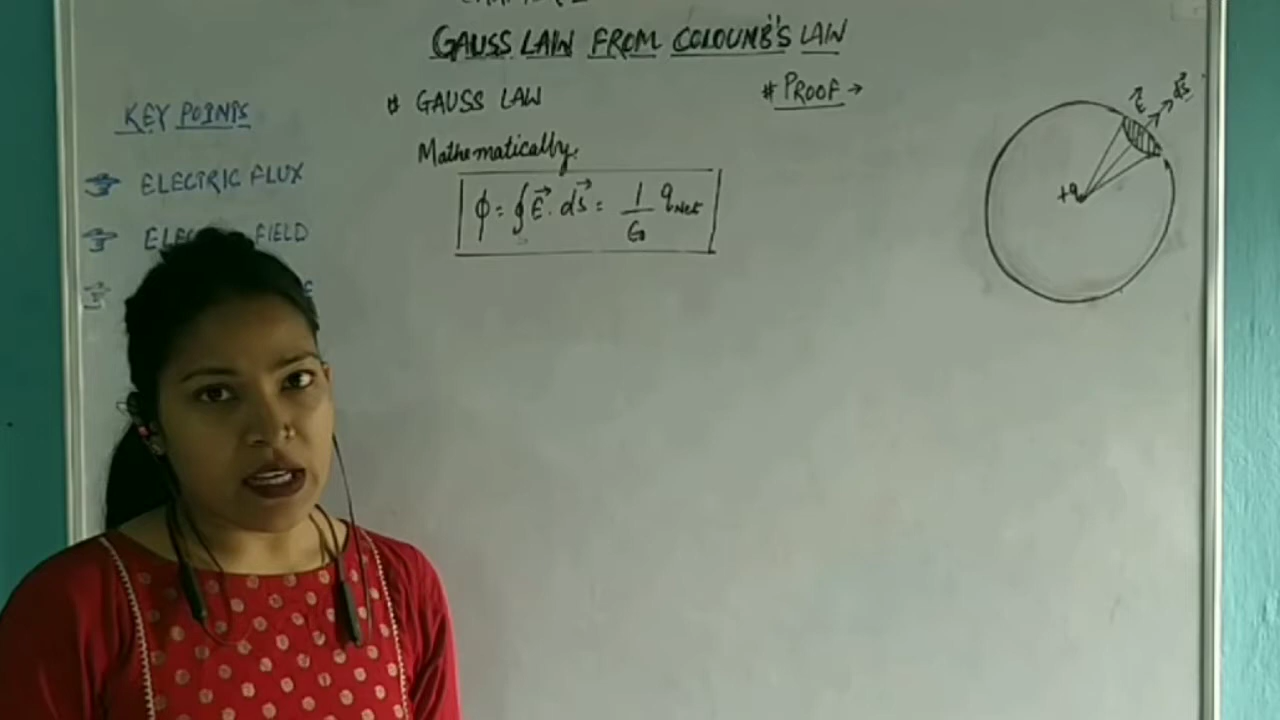 GAUSS LAW FROM COLOUMB'S LAW
KEY POINTS
ELECTRIC FLUX
FIELD
# GAUSS LAW
Mathematically,
ϕ = ∮ E⃗ . ds⃗ = 1/ϵ₀ qNet
# PROOF →
E⃗ ds⃗
+q